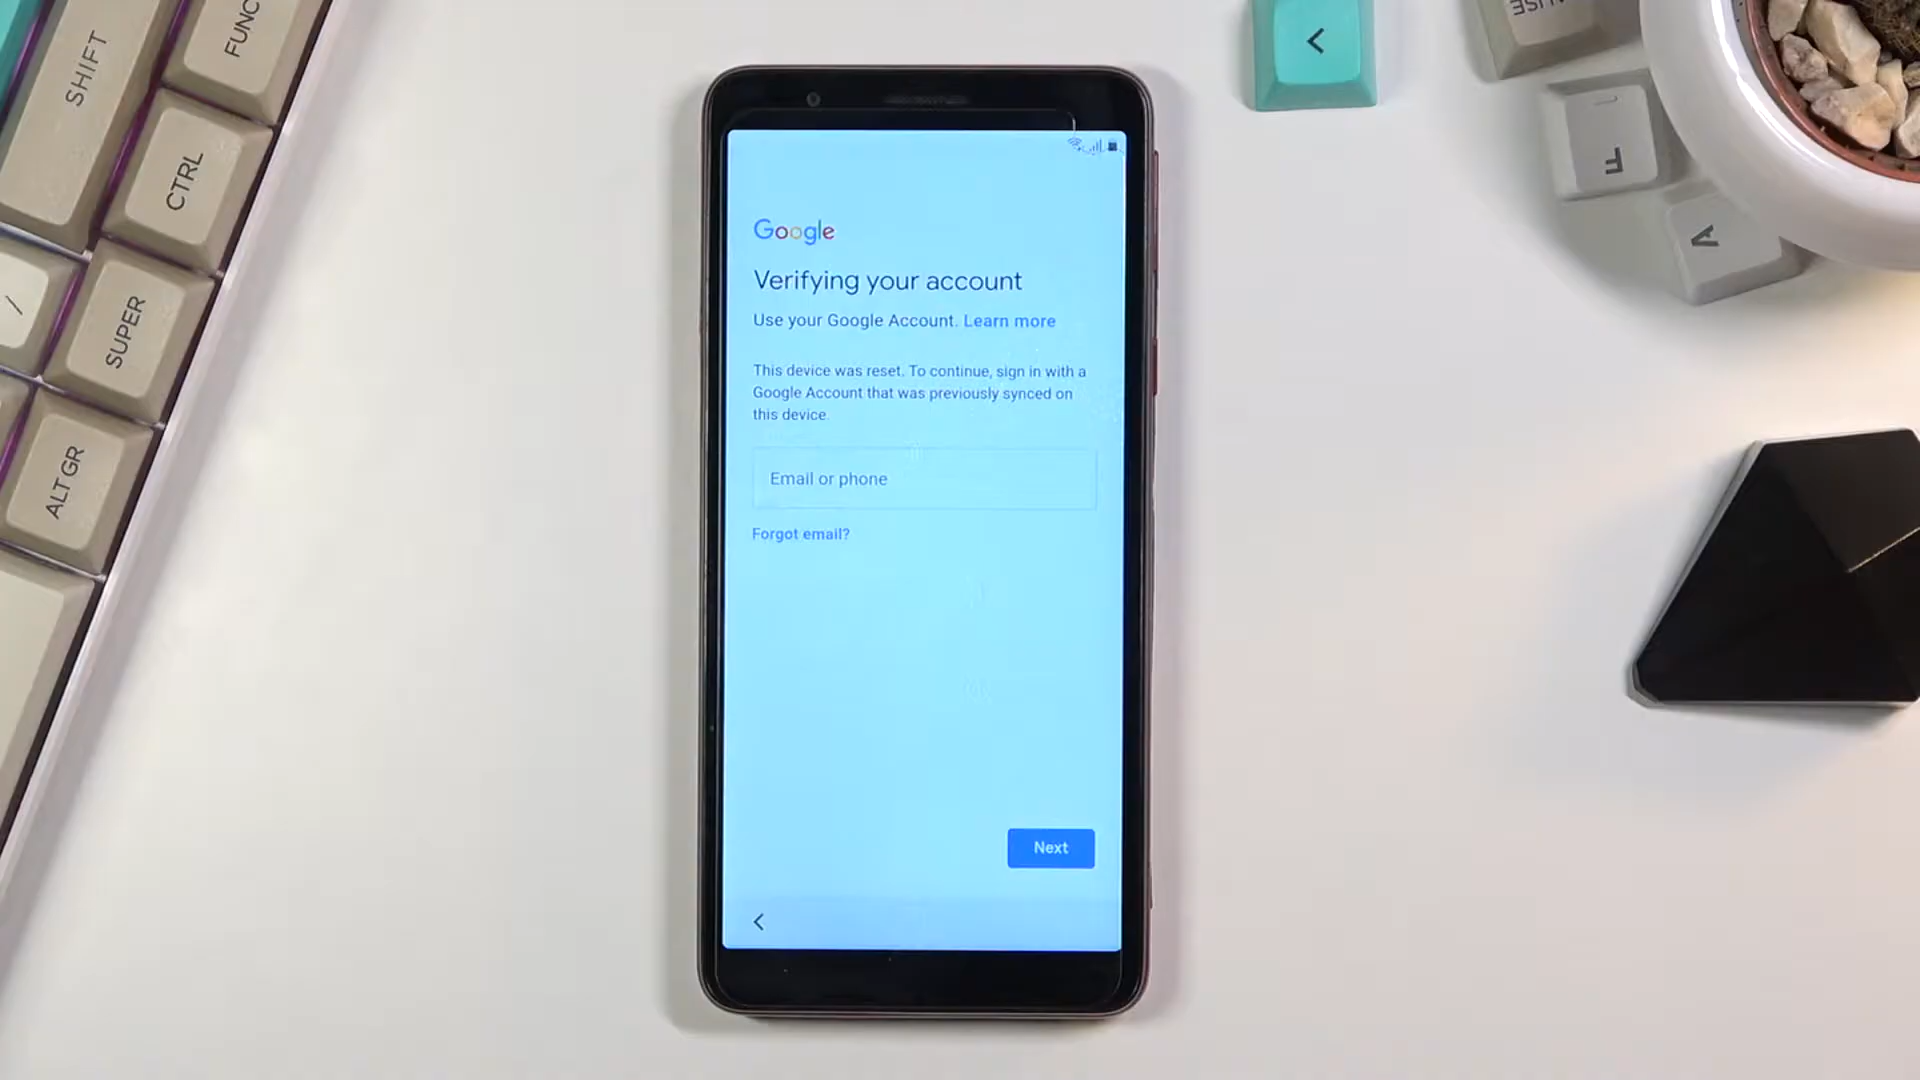 SHIFT
FUNC
CTRL
SUPER
ALT GR
/
<
PAUSE
F
A
Google
Verifying your account
Use your Google Account. Learn more
This device was reset. To continue, sign in with a
Google Account that was previously synced on
this device.
Email or phone
Forgot email?
Next